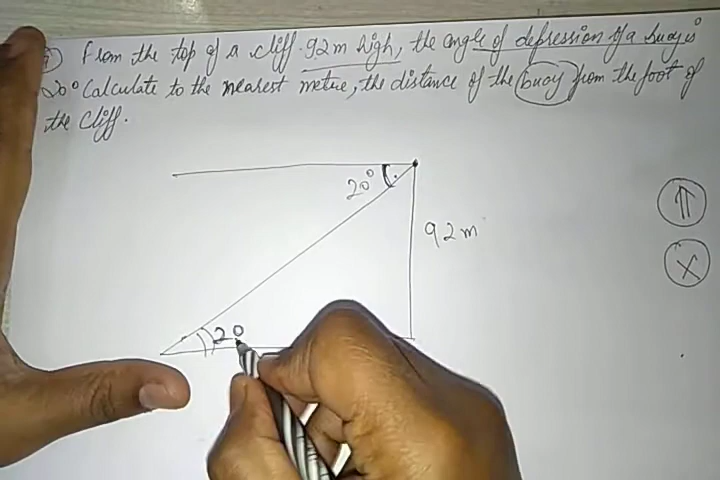 From the top of a cliff 92m high, the angle of depression of a buoy is
20° Calculate to the nearest metre, the distance of the buoy from the foot of
the cliff.
20°
92m
20